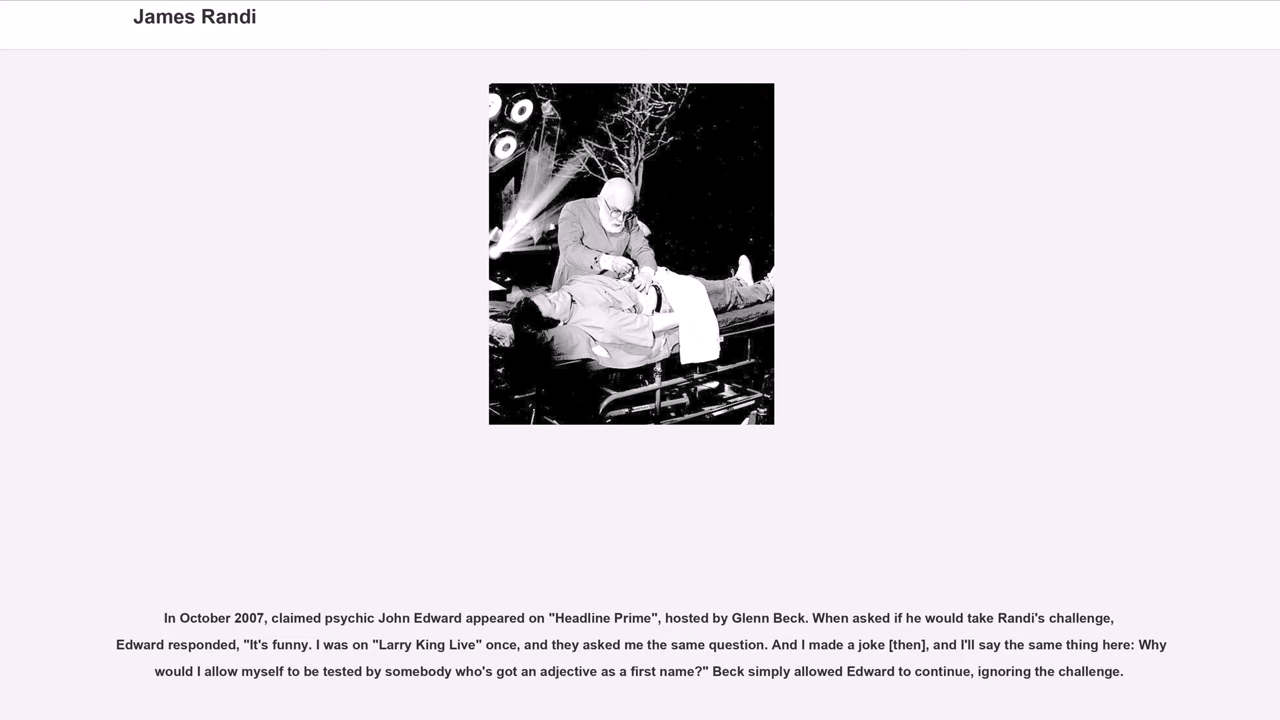 James Randi
In October 2007, claimed psychic John Edward appeared on "Headline Prime", hosted by Glenn Beck. When asked if he would take Randi's challenge,
Edward responded, "It's funny. I was on "Larry King Live" once, and they asked me the same question. And I made a joke [then], and I'll say the same thing here: Why
would I allow myself to be tested by somebody who's got an adjective as a first name?" Beck simply allowed Edward to continue, ignoring the challenge.